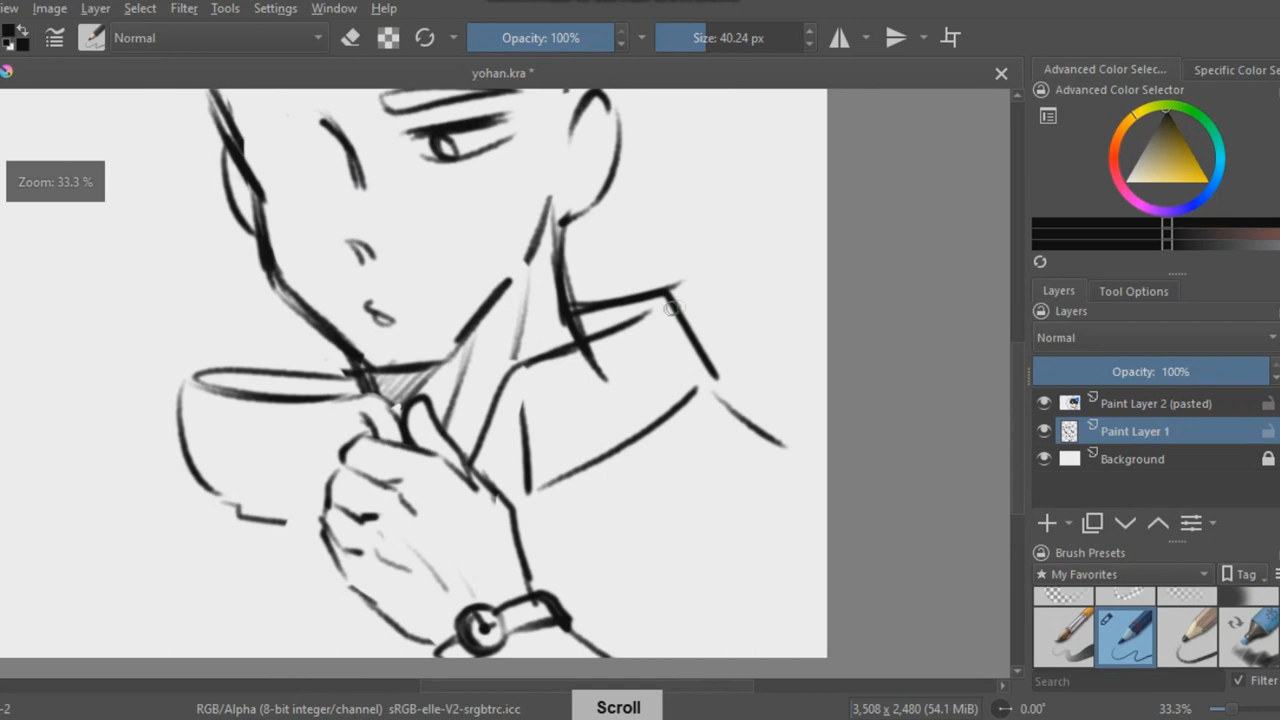 iew Image Layer Select Filter Tools Settings Window Help
Normal Opacity: 100% Size: 40.24 px
yohan.kra *
Zoom: 33.3 %
Advanced Color Selec... Specific Color Se
Advanced Color Selector
Layers Tool Options
Layers
Normal
Opacity: 100%
Paint Layer 2 (pasted)
Paint Layer 1
Background
Brush Presets
★ My Favorites Tag
Search Filter
-2 RGB/Alpha (8-bit integer/channel) sRGB-elle-V2-srgbtrc.icc Scroll 3,508 x 2,480 (54.1 MiB) 0.00° 33.3%